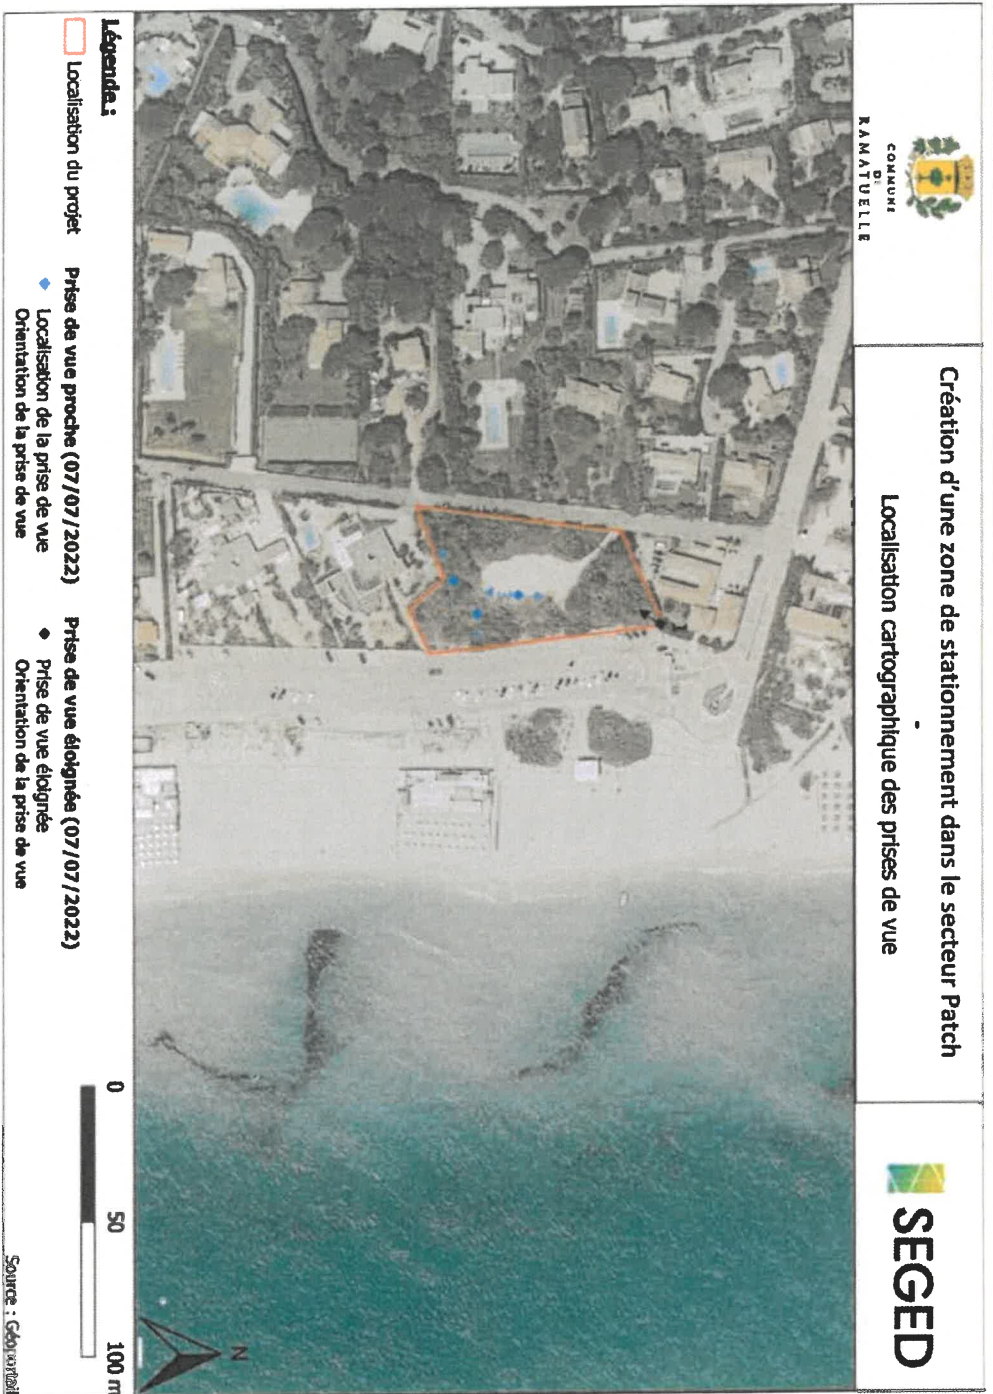 COMMUNE
DE
RAMATUELLE
Création d'une zone de stationnement dans le secteur Patch
-
Localisation cartographique des prises de vue
SEGED
Légende :
Localisation du projet
Prise de vue proche (07/07/2022)
Localisation de la prise de vue
Orientation de la prise de vue
Prise de vue éloignée (07/07/2022)
Prise de vue éloignée
Orientation de la prise de vue
0 50 100 m
N
Source : Géoportail